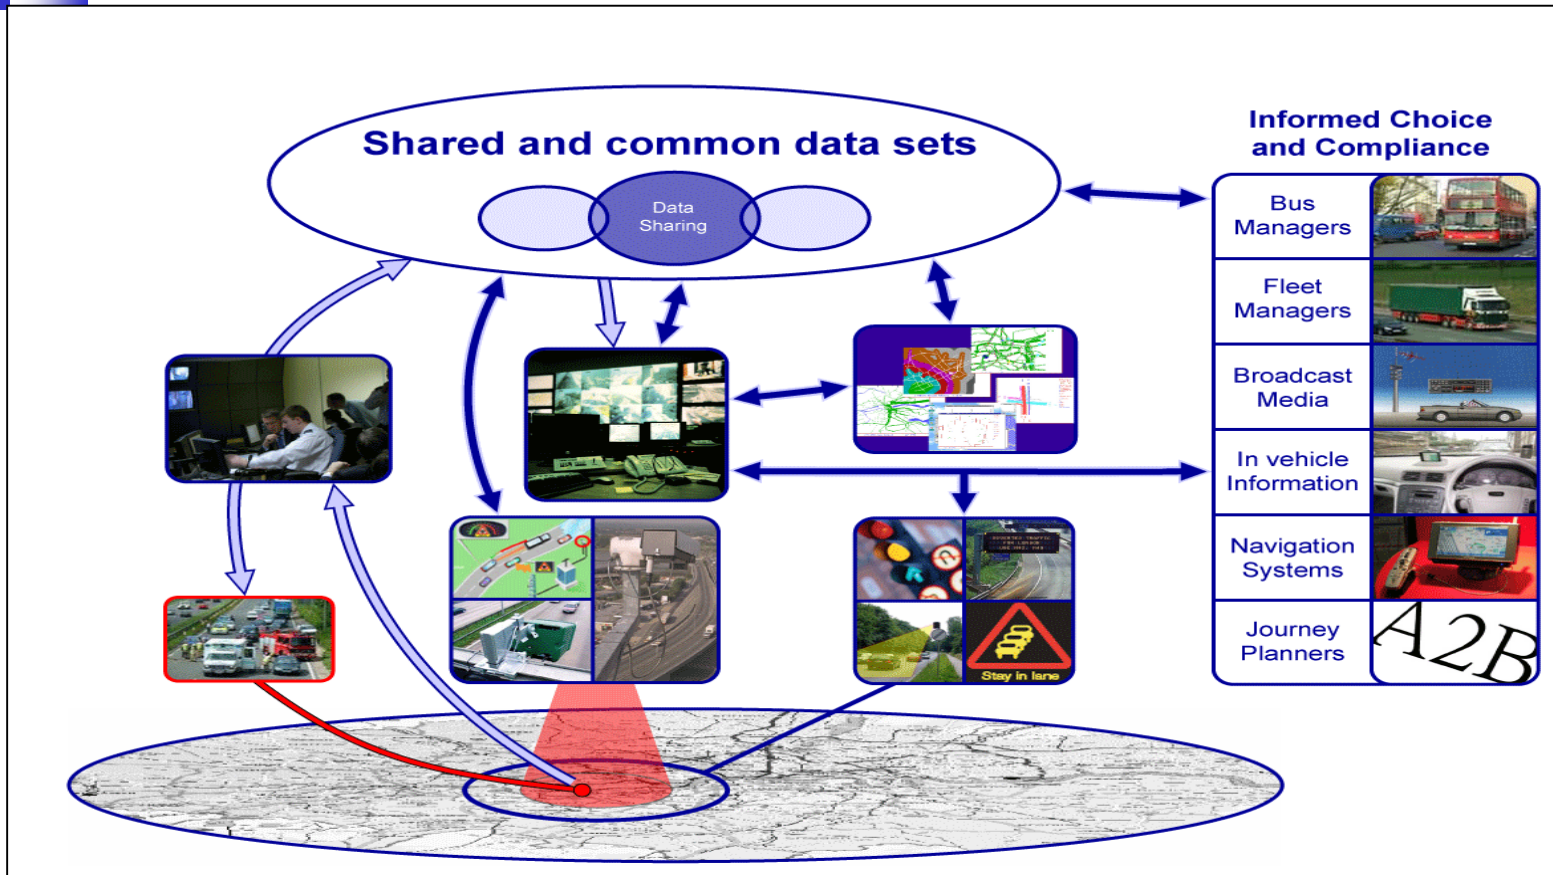 Shared and common data sets
Data
Sharing
Informed Choice
and Compliance
Bus
Managers
Fleet
Managers
Broadcast
Media
In vehicle
Information
Navigation
Systems
Journey
Planners
A2B
Stay in lane